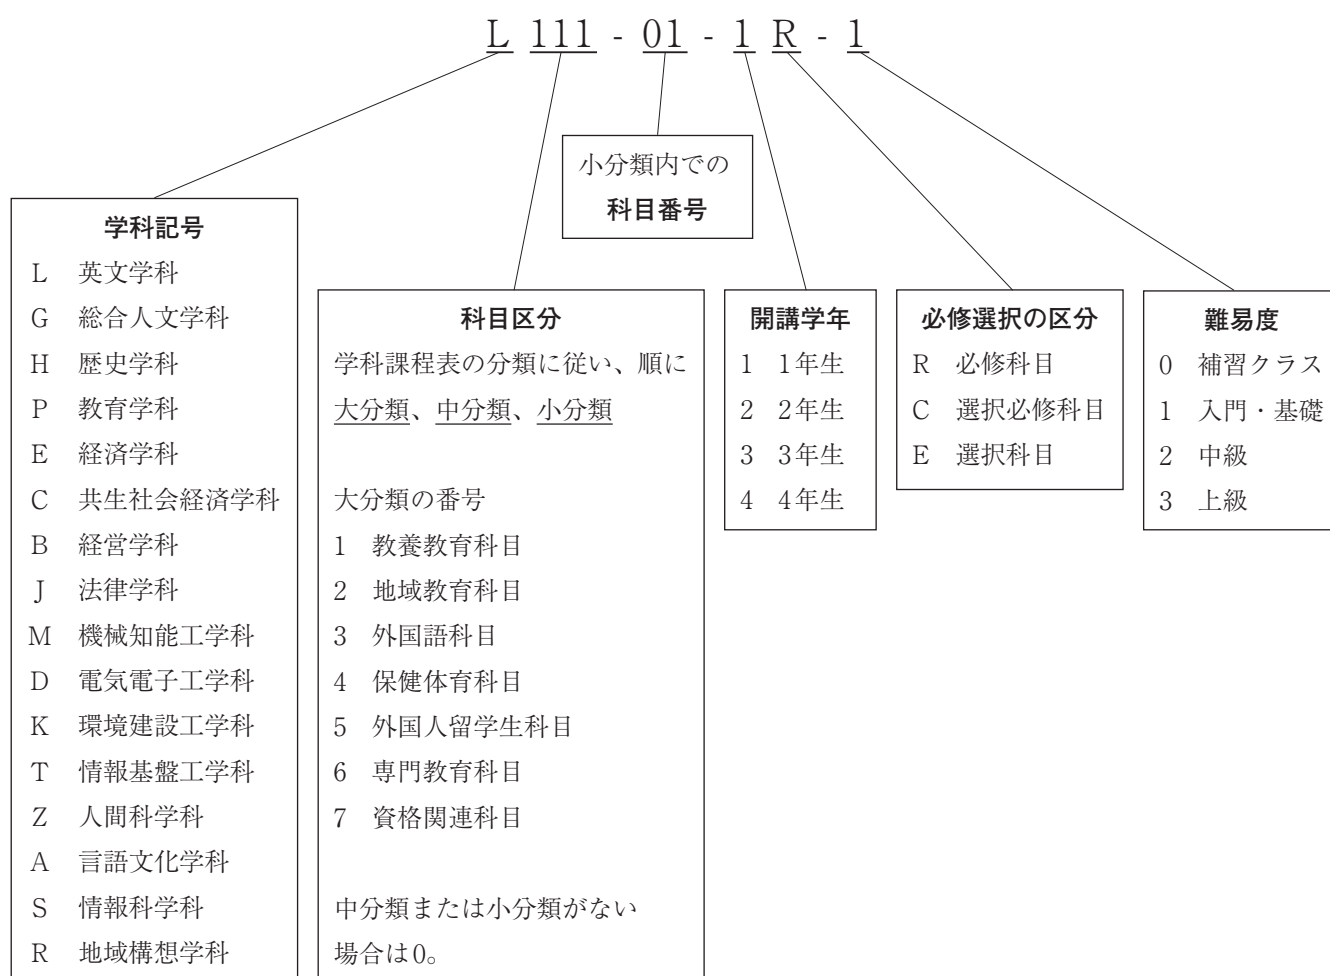 L 111 - 01 - 1 R - 1
小分類内での
科目番号
学科記号
L 英文学科
G 総合人文学科
H 歴史学科
P 教育学科
E 経済学科
C 共生社会経済学科
B 経営学科
J 法律学科
M 機械知能工学科
D 電気電子工学科
K 環境建設工学科
T 情報基盤工学科
Z 人間科学科
A 言語文化学科
S 情報科学科
R 地域構想学科
科目区分
学科課程表の分類に従い、順に
大分類、中分類、小分類
大分類の番号
1 教養教育科目
2 地域教育科目
3 外国語科目
4 保健体育科目
5 外国人留学生科目
6 専門教育科目
7 資格関連科目
中分類または小分類がない
場合は0。
開講学年
1 1年生
2 2年生
3 3年生
4 4年生
必修選択の区分
R 必修科目
C 選択必修科目
E 選択科目
難易度
0 補習クラス
1 入門・基礎
2 中級
3 上級